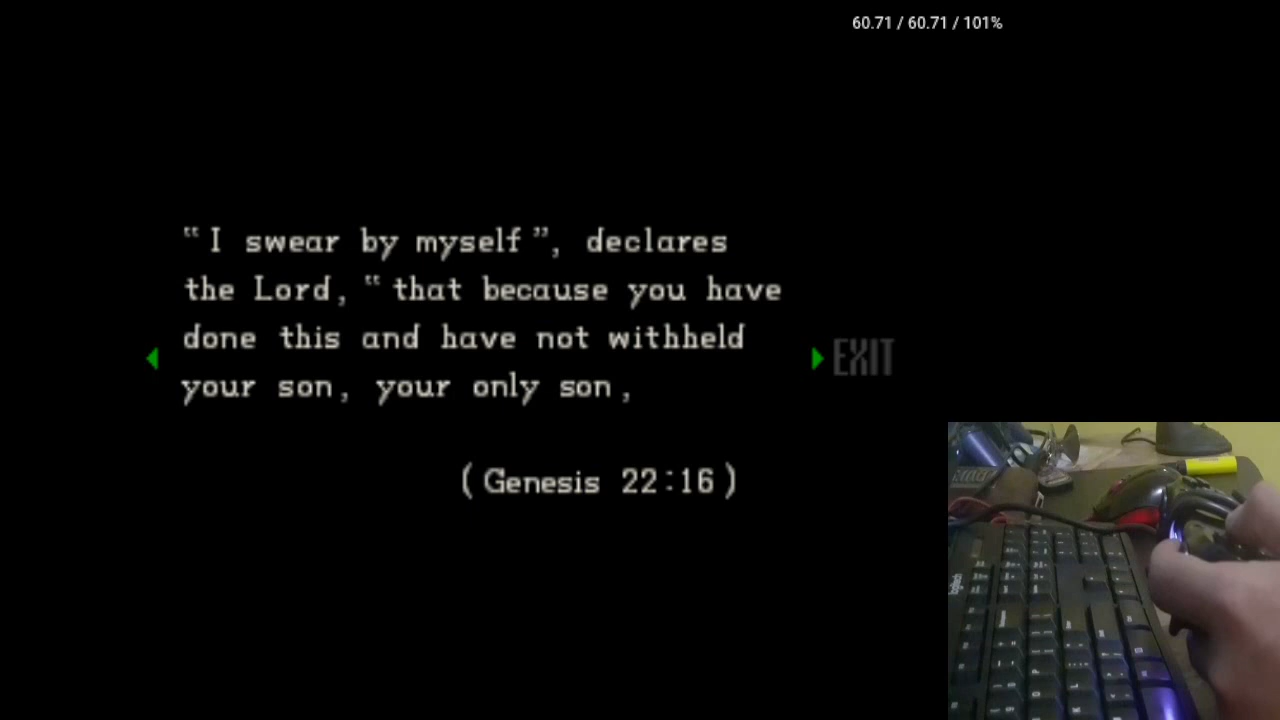 60.71 / 60.71 / 101%
“I swear by myself”, declares
the Lord, “that because you have
done this and have not withheld
your son, your only son,
EXIT
(Genesis 22:16)